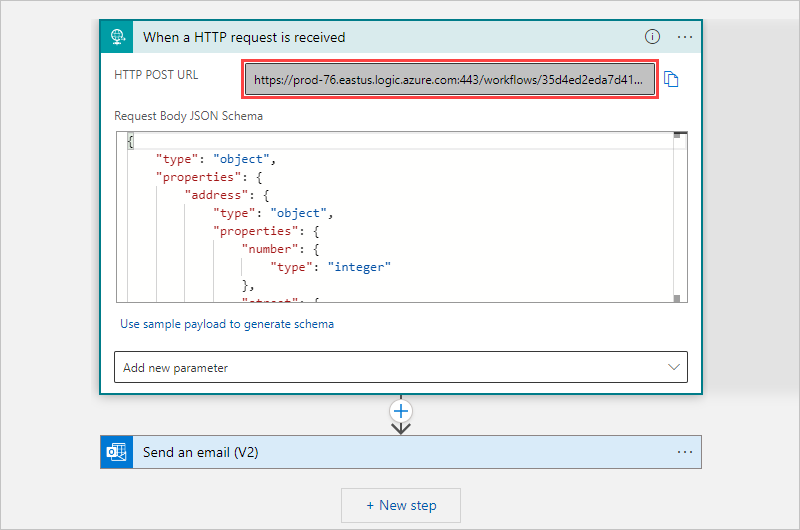 When a HTTP request is received
HTTP POST URL
https://prod-76.eastus.logic.azure.com:443/workflows/35d4ed2eda7d41...
Request Body JSON Schema
{
"type": "object",
"properties": {
"address": {
"type": "object",
"properties": {
"number": {
"type": "integer"
},
"street": {
Use sample payload to generate schema
Add new parameter
Send an email (V2)
+ New step